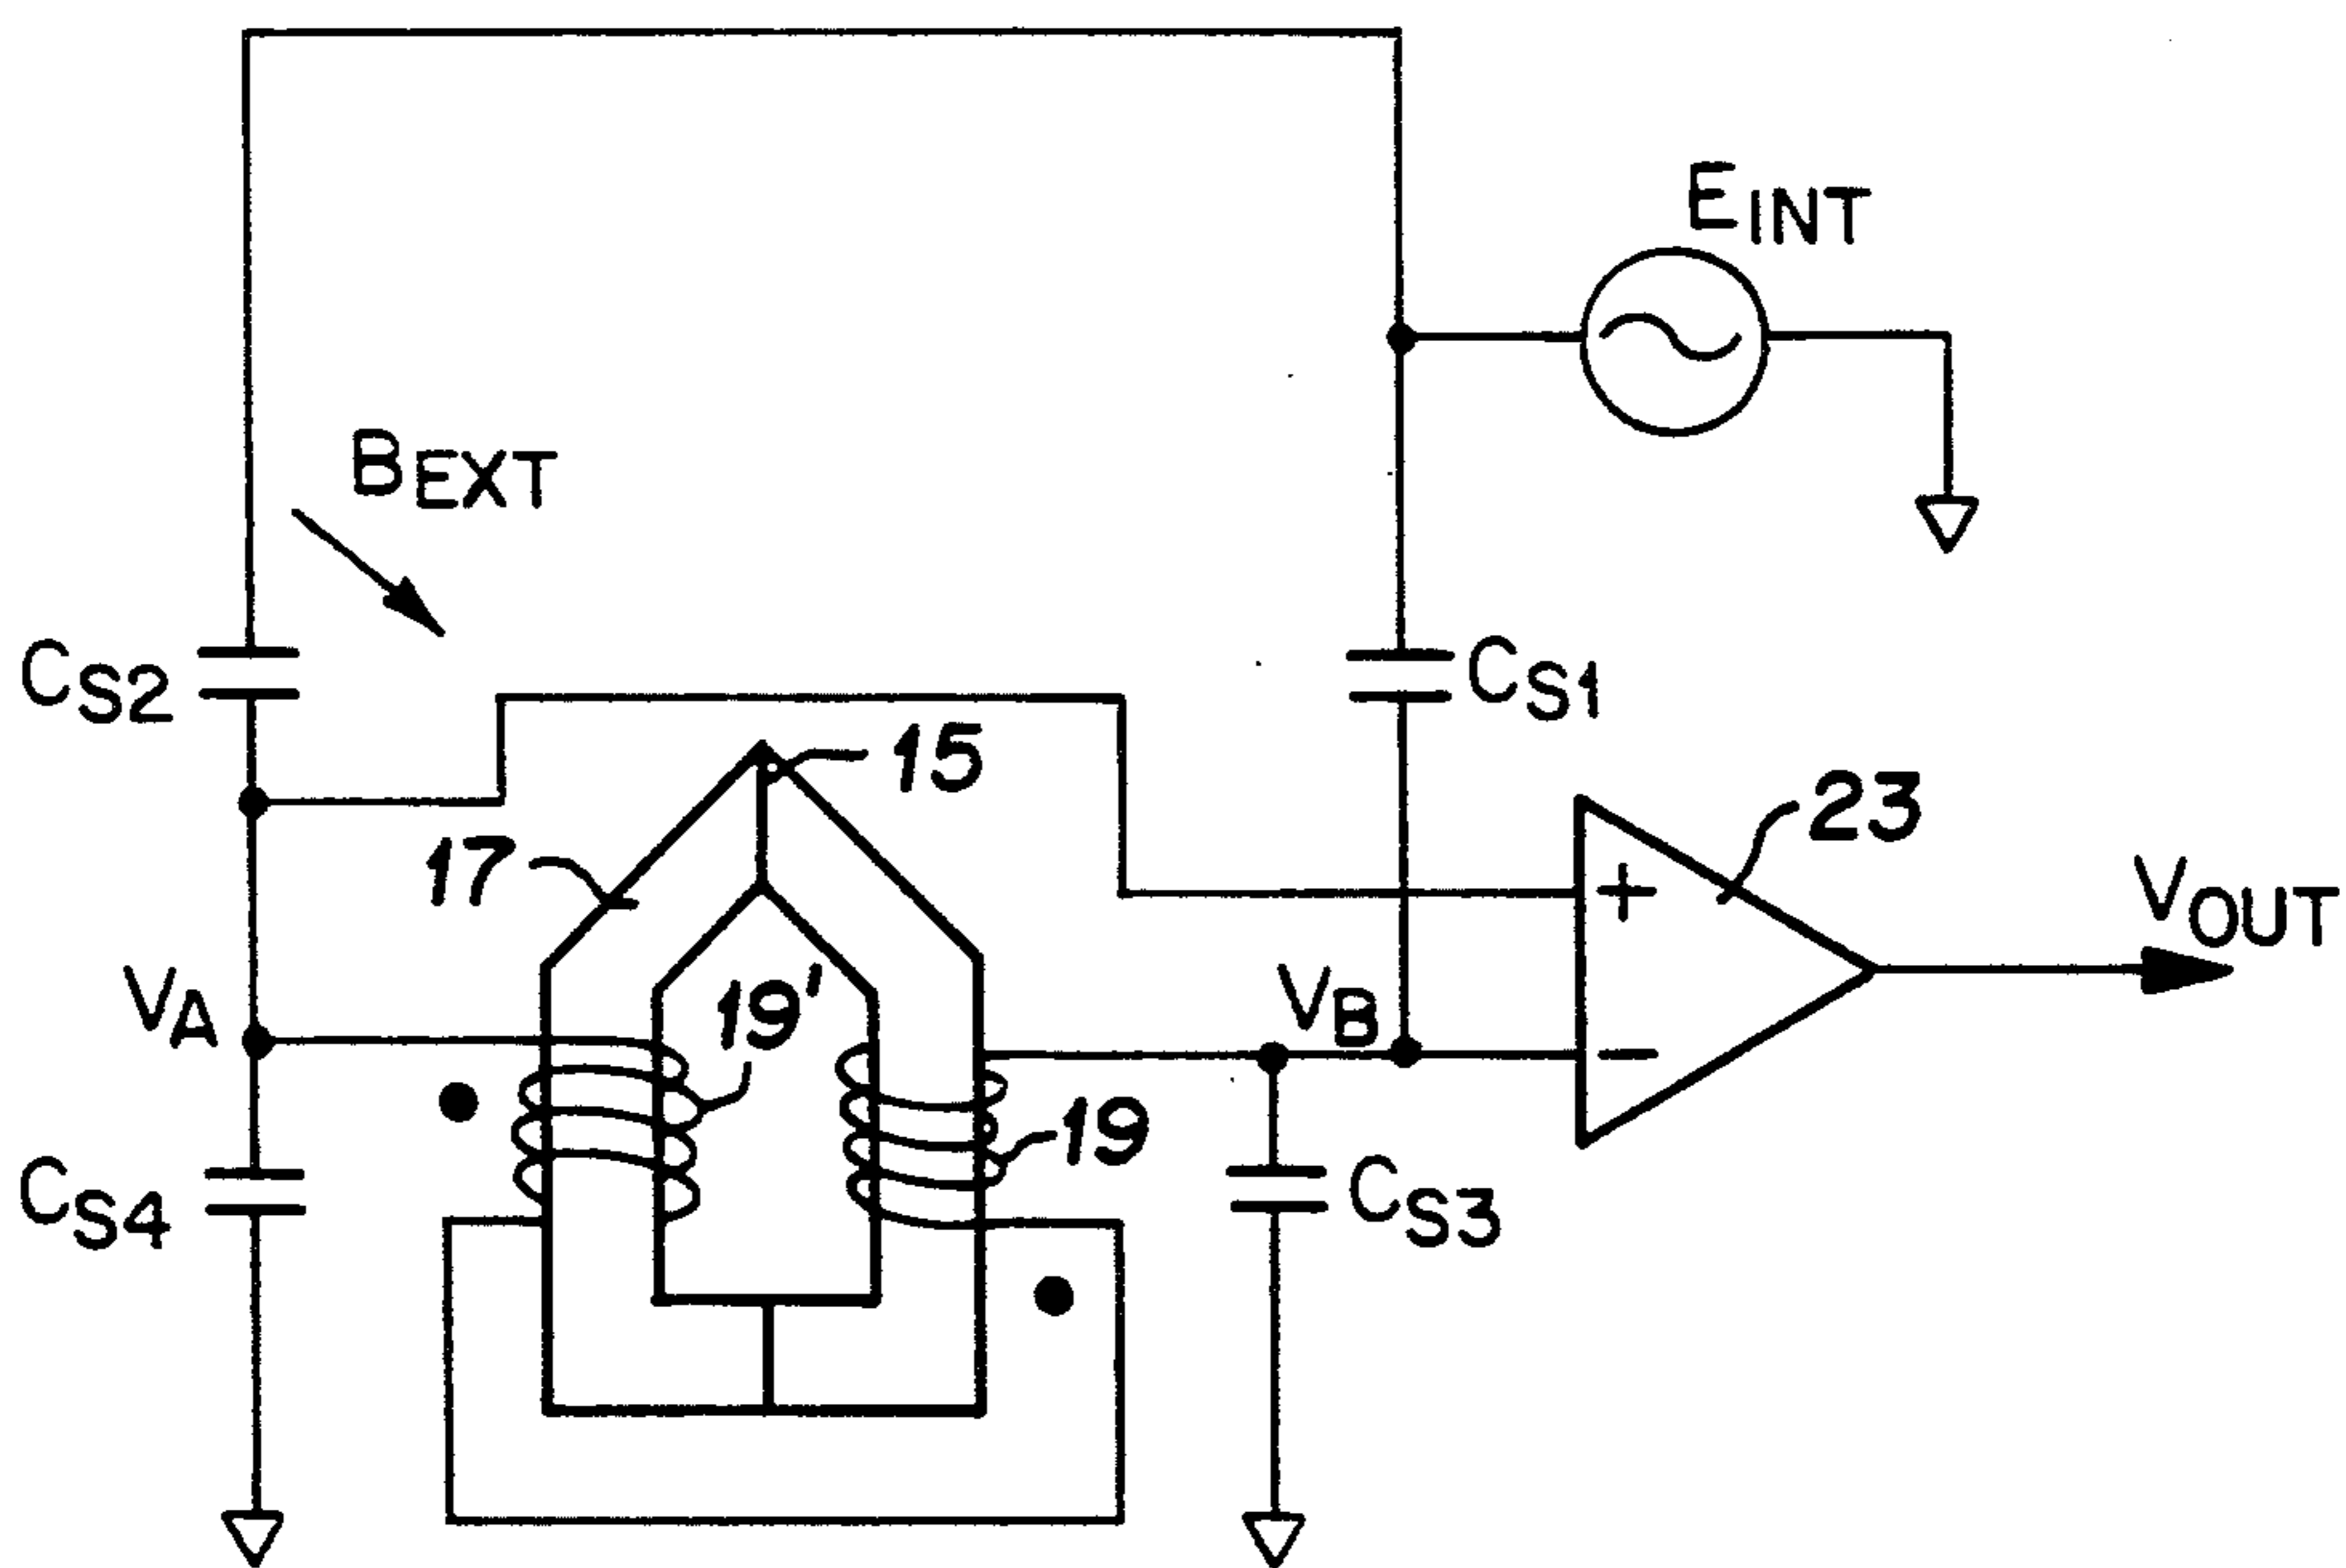 EINT
BEXT
CS2
CS1
15
17
23
VOUT
+
19'
VA
VB
−
19
CS4
CS3